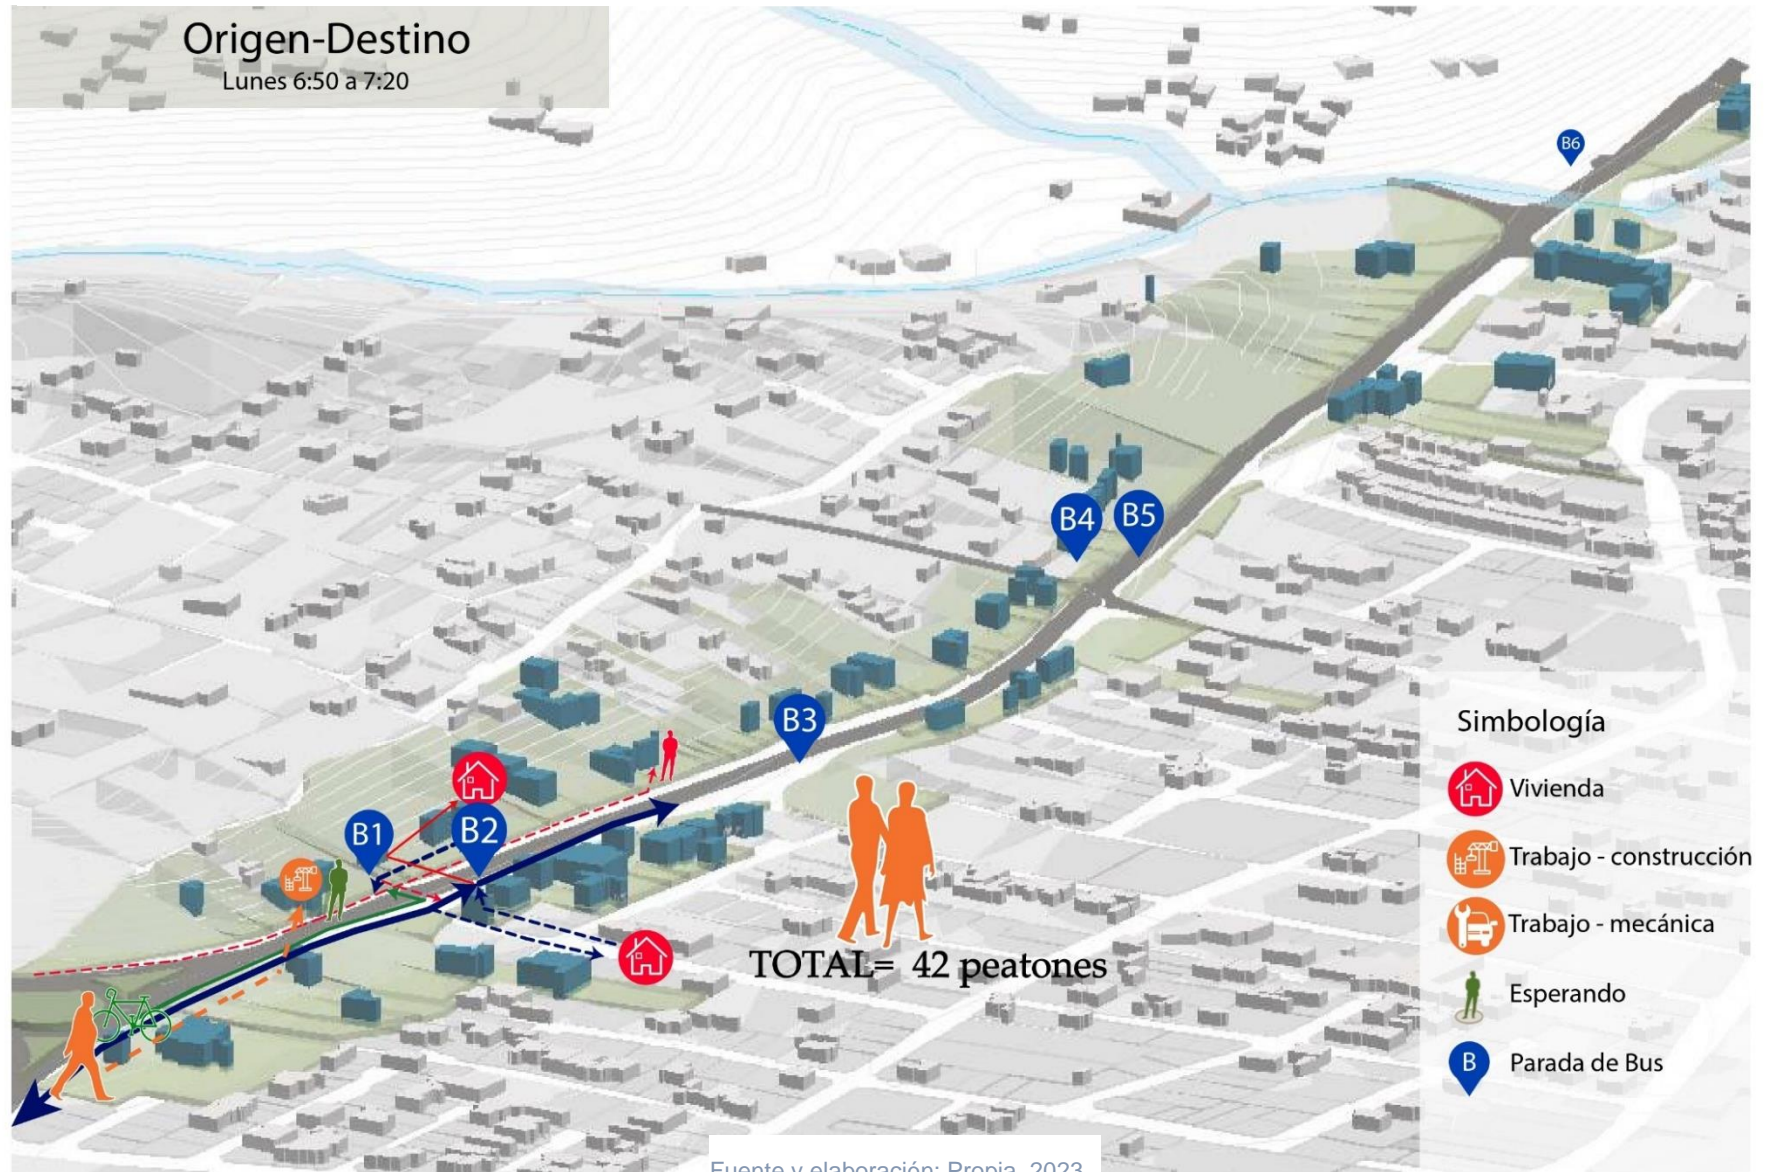 Origen-Destino
Lunes 6:50 a 7:20
B6
B4
B5
B3
B1
B2
TOTAL= 42 peatones
Simbología
Vivienda
Trabajo - construcción
Trabajo - mecánica
Esperando
B
Parada de Bus
Fuente y elaboración: Propia, 2023